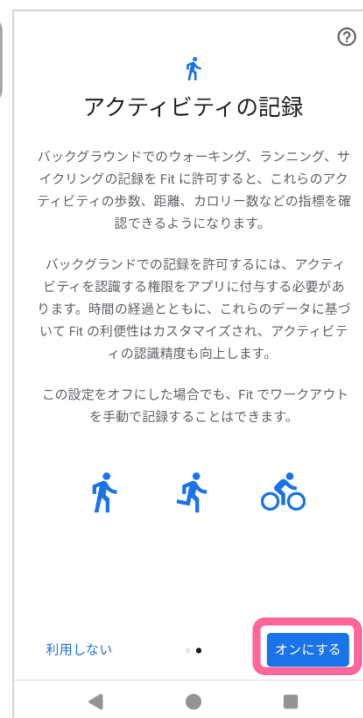 アクティビティの記録
バックグラウンドでのウォーキング、ランニング、サ
イクリングの記録を Fit に許可すると、これらのアク
ティビティの歩数、距離、カロリー数などの指標を確
認できるようになります。
バックグランドでの記録を許可するには、アクティ
ビティを認識する権限をアプリに付与する必要があ
ります。時間の経過とともに、これらのデータに基づ
いて Fit の利便性はカスタマイズされ、アクティビテ
ィの認識精度も向上します。
この設定をオフにした場合でも、Fit でワークアウト
を手動で記録することはできます。
利用しない
オンにする